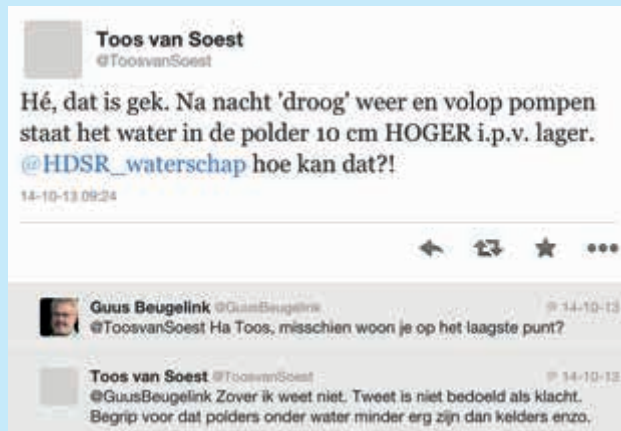 Toos van Soest
@ToosvanSoest
Hé, dat is gek. Na nacht 'droog' weer en volop pompen
staat het water in de polder 10 cm HOGER i.p.v. lager.
@HDSR_waterschap hoe kan dat?!
14-10-13 09:24
Guus Beugelink @GuusBeugelink 14-10-13
@ToosvanSoest Ha Toos, misschien woon je op het laagste punt?
Toos van Soest @ToosvanSoest 14-10-13
@GuusBeugelink Zover ik weet niet. Tweet is niet bedoeld als klacht.
Begrip voor dat polders onder water minder erg zijn dan kelders enzo.